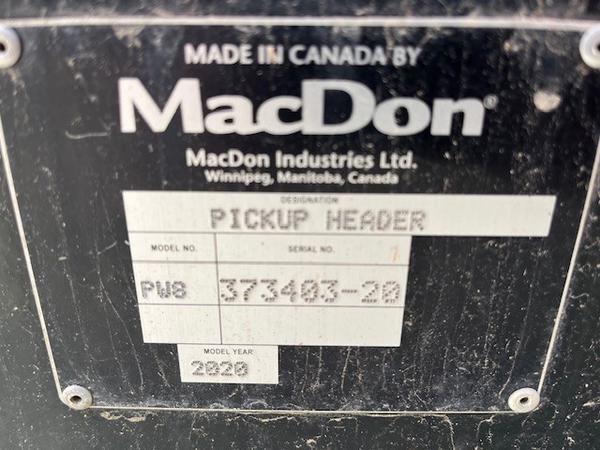 MADE IN CANADA BY
MacDon®
MacDon Industries Ltd.
Winnipeg, Manitoba, Canada
DESIGNATION
PICKUP HEADER
MODEL NO. SERIAL NO.
PW8 373403-20
MODEL YEAR
2020